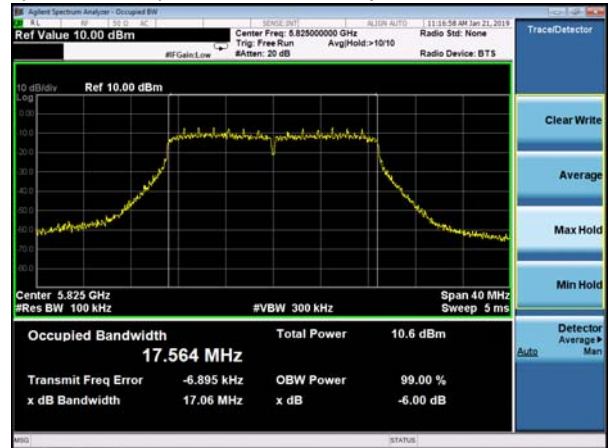 Agilent Spectrum Analyzer - Occupied BW
RL RF 50 Ω AC SENSE:INT ALIGN AUTO 11:16:58 AM Jan 21, 2019
Ref Value 10.00 dBm Center Freq: 5.825000000 GHz Radio Std: None
Trig: Free Run Avg|Hold:>10/10
#IFGain:Low #Atten: 20 dB Radio Device: BTS
Trace/Detector
10 dB/div Ref 10.00 dBm
Log
0.00
-10.0
-20.0
-30.0
-40.0
-50.0
-60.0
-70.0
-80.0
Clear Write
Average
Max Hold
Min Hold
Center 5.825 GHz Span 40 MHz
#Res BW 100 kHz #VBW 300 kHz Sweep 5 ms
Occupied Bandwidth Total Power 10.6 dBm
17.564 MHz
Transmit Freq Error -6.895 kHz OBW Power 99.00 %
x dB Bandwidth 17.06 MHz x dB -6.00 dB
Detector
Average▶
Auto Man
MSG STATUS